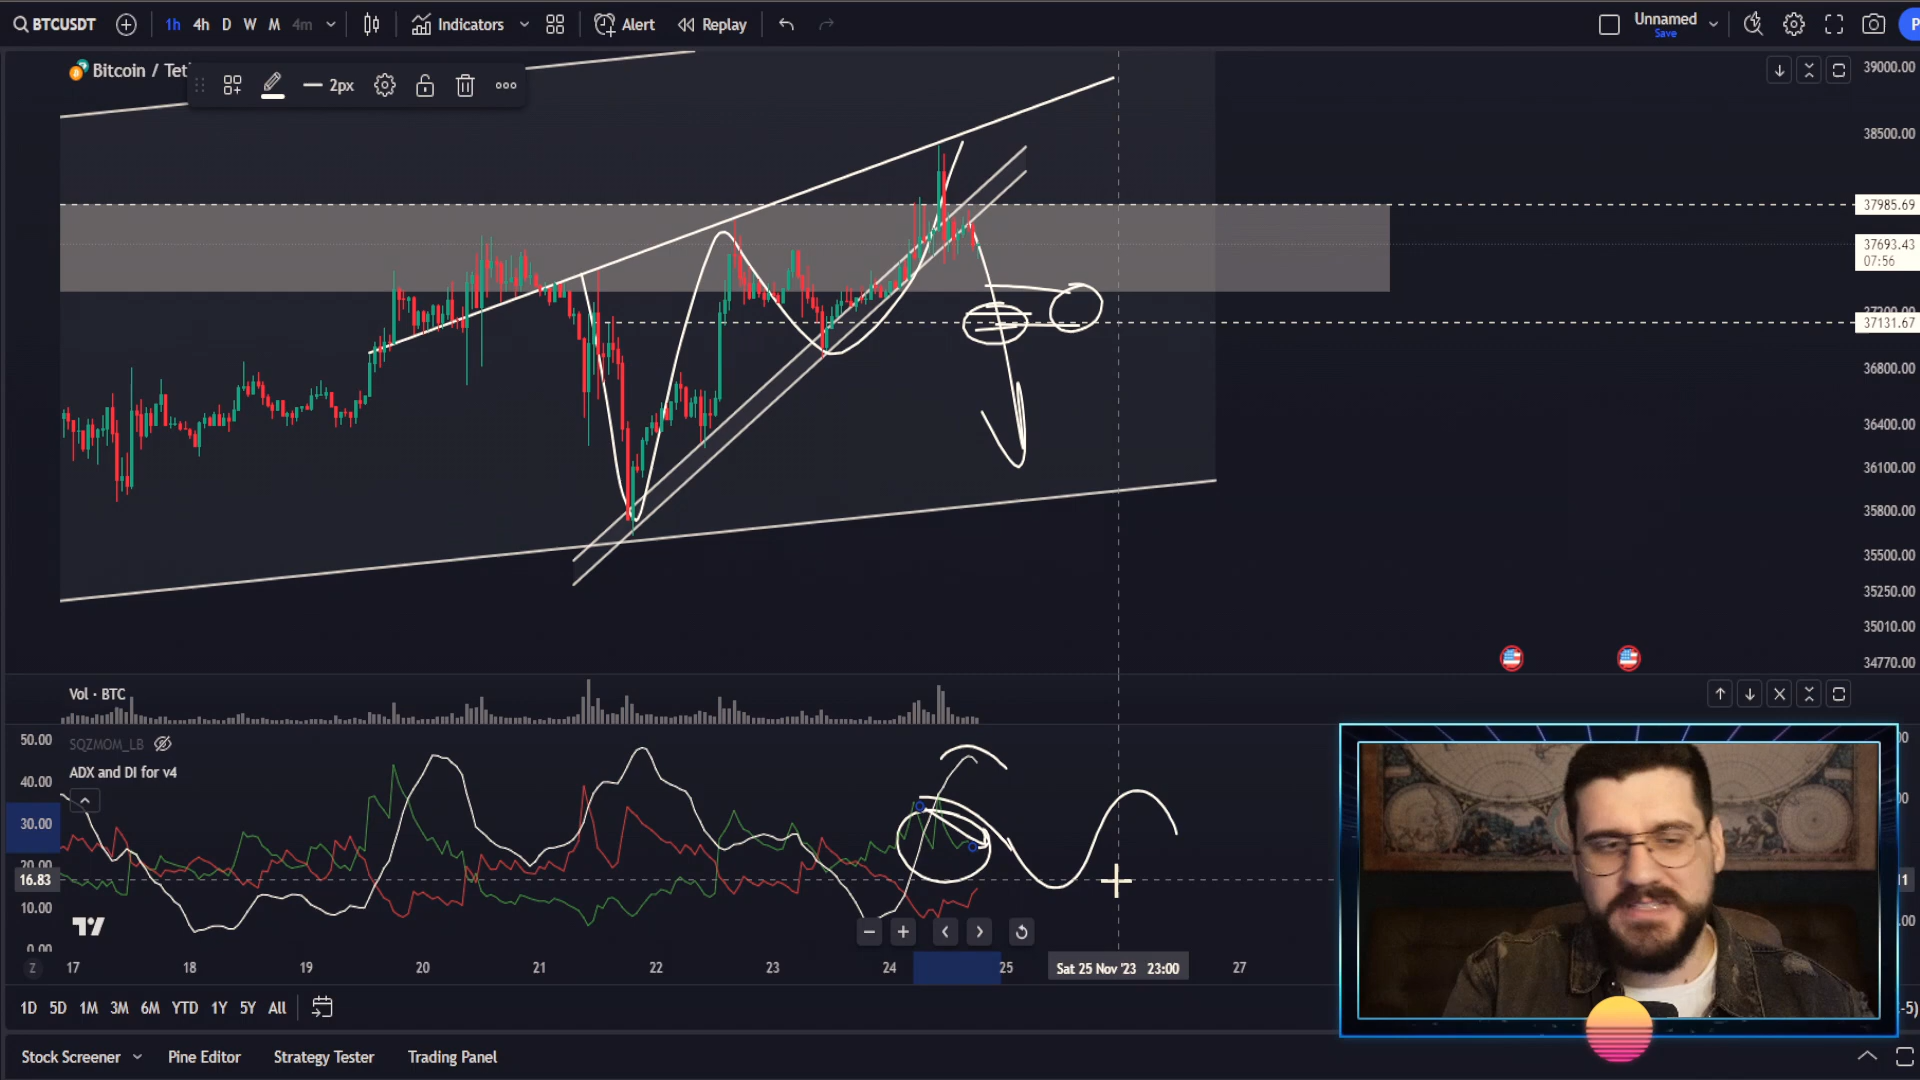 BTCUSDT 1h 4h D W M 4m Indicators Alert Replay Unnamed
Save
Bitcoin / Tet 2px
39000.00
38500.00
37985.69
37693.43
07:56
37131.67
36800.00
36400.00
36100.00
35800.00
35500.00
35250.00
35010.00
34770.00
Vol · BTC
50.00
SQZMOM_LB
ADX and DI for v4
40.00
30.00
16.83
10.00
0.00
Z 17 18 19 20 21 22 23 24 25 Sat 25 Nov '23 23:00 27
1D 5D 1M 3M 6M YTD 1Y 5Y All
Stock Screener Pine Editor Strategy Tester Trading Panel